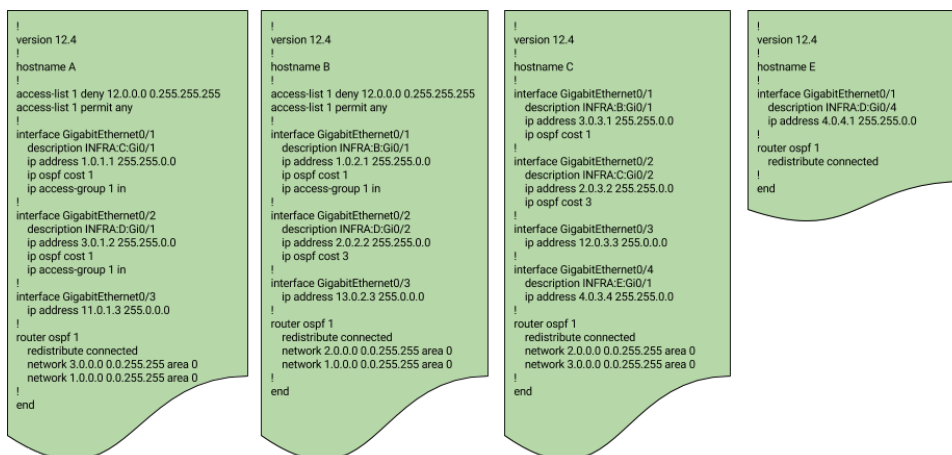 !
version 12.4
!
hostname A
!
access-list 1 deny 12.0.0.0 0.255.255.255
access-list 1 permit any
!
interface GigabitEthernet0/1
description INFRA:C:Gi0/1
ip address 1.0.1.1 255.255.0.0
ip ospf cost 1
ip access-group 1 in
!
interface GigabitEthernet0/2
description INFRA:D:Gi0/1
ip address 3.0.1.2 255.255.0.0
ip ospf cost 1
ip access-group 1 in
!
interface GigabitEthernet0/3
ip address 11.0.1.3 255.0.0.0
!
router ospf 1
redistribute connected
network 3.0.0.0 0.0.255.255 area 0
network 1.0.0.0 0.0.255.255 area 0
!
end
!
version 12.4
!
hostname B
!
access-list 1 deny 12.0.0.0 0.255.255.255
access-list 1 permit any
!
interface GigabitEthernet0/1
description INFRA:B:Gi0/1
ip address 1.0.2.1 255.255.0.0
ip ospf cost 1
ip access-group 1 in
!
interface GigabitEthernet0/2
description INFRA:D:Gi0/2
ip address 2.0.2.2 255.255.0.0
ip ospf cost 3
!
interface GigabitEthernet0/3
ip address 13.0.2.3 255.0.0.0
!
router ospf 1
redistribute connected
network 2.0.0.0 0.0.255.255 area 0
network 1.0.0.0 0.0.255.255 area 0
!
end
!
version 12.4
!
hostname C
!
interface GigabitEthernet0/1
description INFRA:B:Gi0/1
ip address 3.0.3.1 255.255.0.0
ip ospf cost 1
!
interface GigabitEthernet0/2
description INFRA:C:Gi0/2
ip address 2.0.3.2 255.255.0.0
ip ospf cost 3
!
interface GigabitEthernet0/3
ip address 12.0.3.3 255.0.0.0
!
interface GigabitEthernet0/4
description INFRA:E:Gi0/1
ip address 4.0.3.4 255.255.0.0
!
router ospf 1
redistribute connected
network 2.0.0.0 0.0.255.255 area 0
network 3.0.0.0 0.0.255.255 area 0
!
end
!
version 12.4
!
hostname E
!
interface GigabitEthernet0/1
description INFRA:D:Gi0/4
ip address 4.0.4.1 255.255.0.0
!
router ospf 1
redistribute connected
!
end